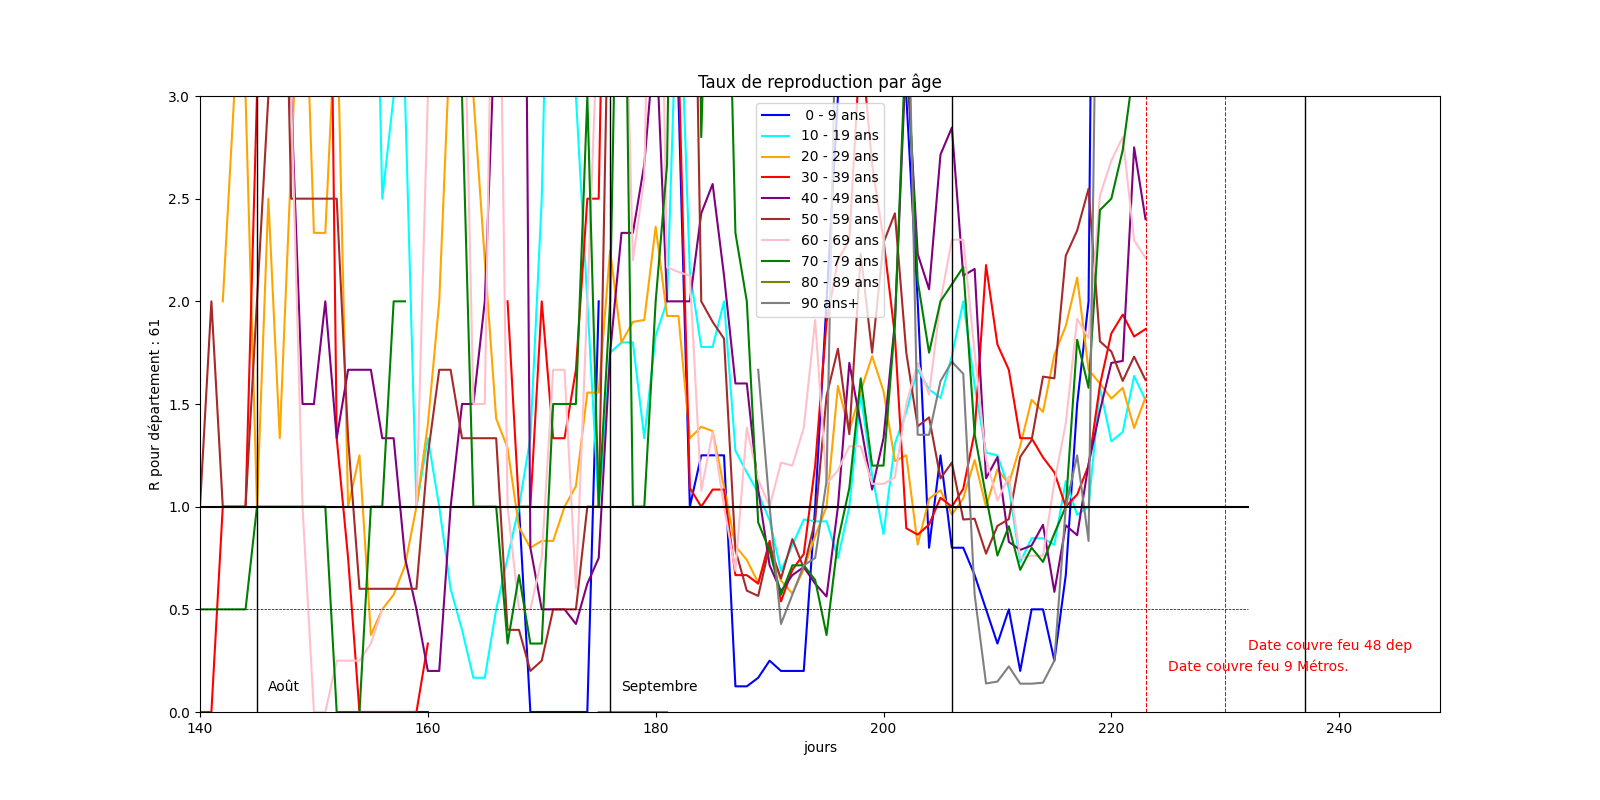 Taux de reproduction par âge
R pour département : 61
3.0
2.5
2.0
1.5
1.0
0.5
0.0
0 - 9 ans
10 - 19 ans
20 - 29 ans
30 - 39 ans
40 - 49 ans
50 - 59 ans
60 - 69 ans
70 - 79 ans
80 - 89 ans
90 ans+
Date couvre feu 48 dep
Date couvre feu 9 Métros.
Août
Septembre
140 160 180 200 220 240
jours